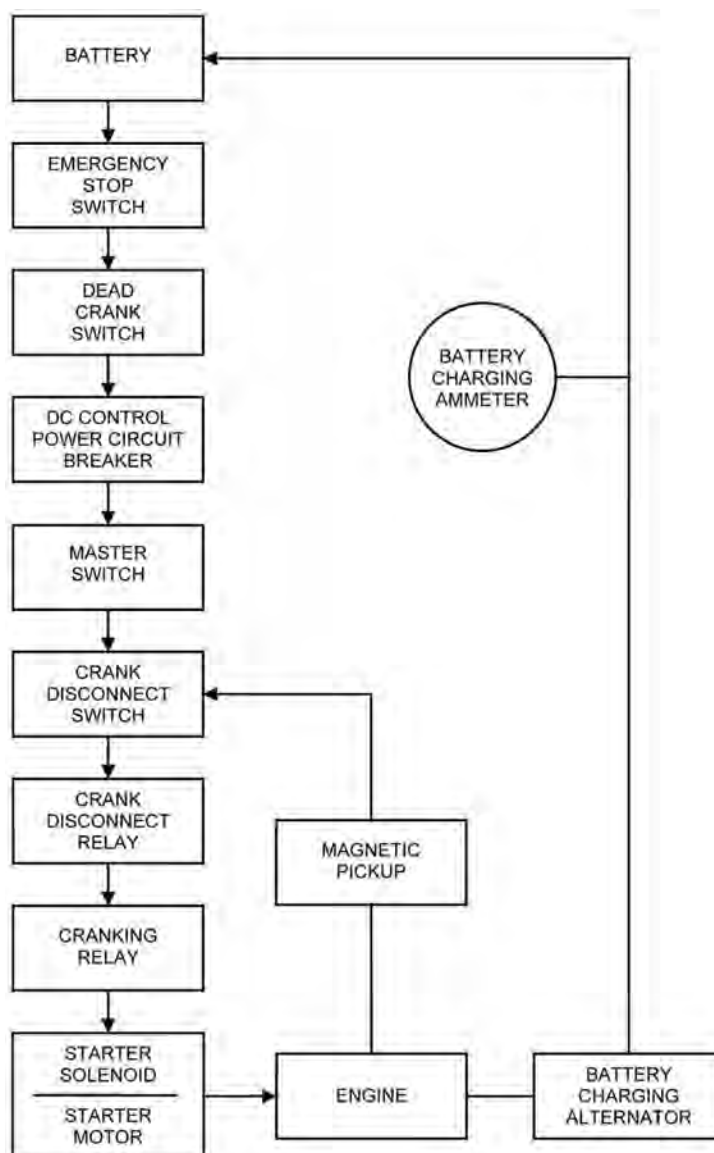 BATTERY
EMERGENCY
STOP
SWITCH
DEAD
CRANK
SWITCH
BATTERY
CHARGING
AMMETER
DC CONTROL
POWER CIRCUIT
BREAKER
MASTER
SWITCH
CRANK
DISCONNECT
SWITCH
CRANK
DISCONNECT
RELAY
MAGNETIC
PICKUP
CRANKING
RELAY
STARTER
SOLENOID
STARTER
MOTOR
ENGINE
BATTERY
CHARGING
ALTERNATOR